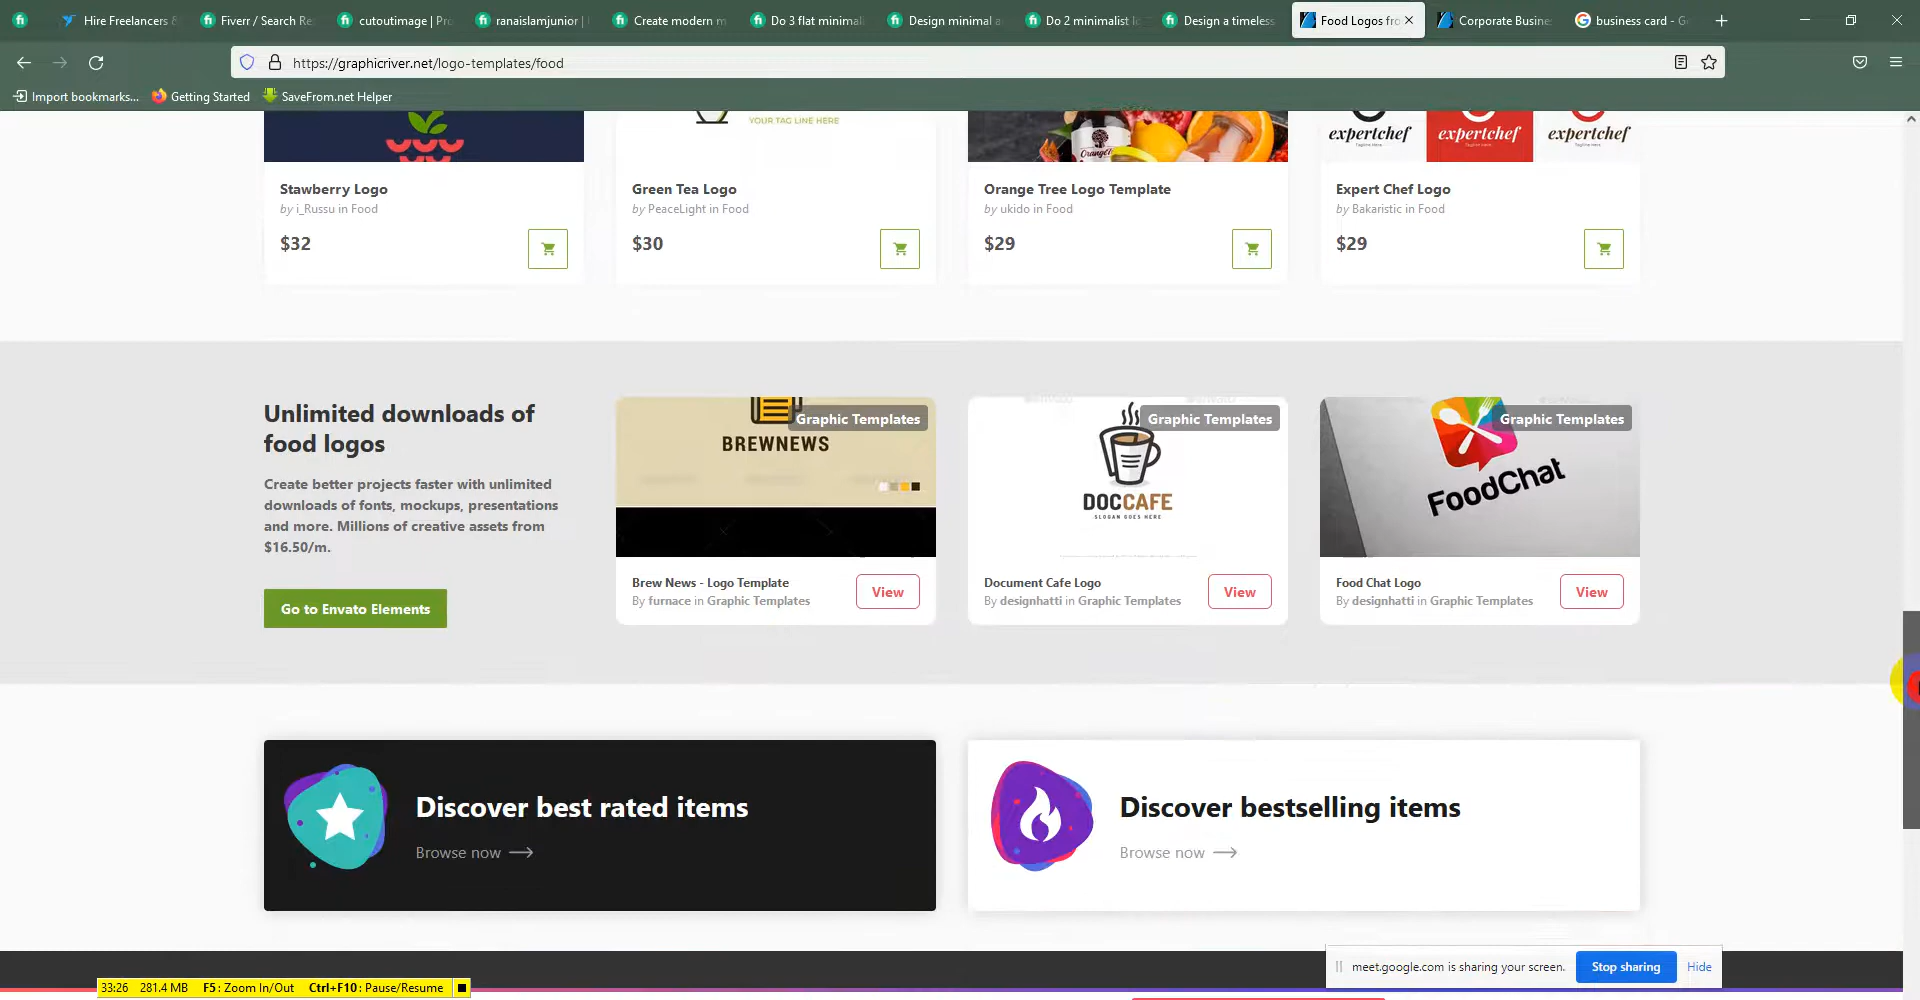 Hire Freelancers &
Fiverr / Search Re
cutoutimage | Pro
ranaislamjunior |
Create modern m
Do 3 flat minimal
Design minimal a
Do 2 minimalist lo
Design a timeless
Food Logos fro
Corporate Busine
business card - G
https://graphicriver.net/logo-templates/food
Import bookmarks...
Getting Started
SaveFrom.net Helper
YOUR TAG LINE HERE
expertchef
expertchef
expertchef
Stawberry Logo
by i_Russu in Food
$32
Green Tea Logo
by PeaceLight in Food
$30
Orange Tree Logo Template
by ukido in Food
$29
Expert Chef Logo
by Bakaristic in Food
$29
Unlimited downloads of
food logos
Create better projects faster with unlimited
downloads of fonts, mockups, presentations
and more. Millions of creative assets from
$16.50/m.
Go to Envato Elements
Graphic Templates
BREWNEWS
Brew News - Logo Template
By furnace in Graphic Templates
View
Graphic Templates
DOCCAFE
SLOGAN GOES HERE
Document Cafe Logo
By designhatti in Graphic Templates
View
Graphic Templates
FoodChat
Food Chat Logo
By designhatti in Graphic Templates
View
Discover best rated items
Browse now
Discover bestselling items
Browse now
meet.google.com is sharing your screen.
Stop sharing
Hide
33:26 281.4 MB F5: Zoom In/Out Ctrl+F10: Pause/Resume